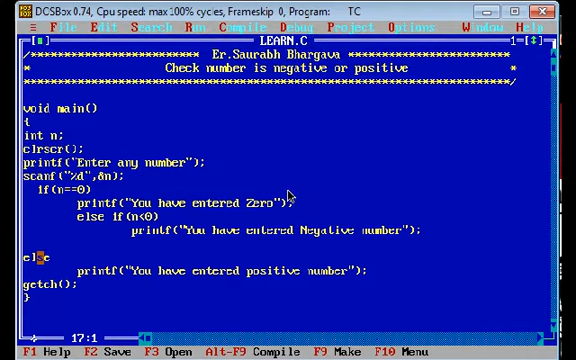 DOSBox 0.74, Cpu speed: max 100% cycles, Frameskip 0, Program: TC
File Edit Search Run Compile Debug Project Options Window Help
LEARN.C 1
/************************* Er.Saurabh Bhargava *************************
* Check number is negative or positive *
***********************************************************************/
void main()
{
int n;
clrscr();
printf("Enter any number");
scanf("%d",&n);
if(n==0)
printf("You have entered Zero");
else if(n<0)
printf("You have entered Negative number");
else
printf("You have entered positive number");
getch();
}
17:1
F1 Help F2 Save F3 Open Alt-F9 Compile F9 Make F10 Menu